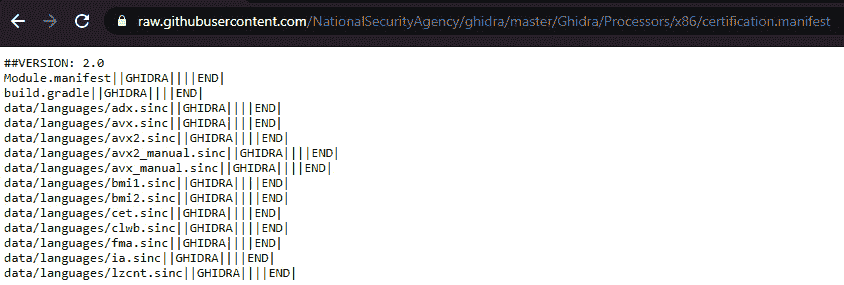 raw.githubusercontent.com/NationalSecurityAgency/ghidra/master/Ghidra/Processors/x86/certification.manifest
##VERSION: 2.0
Module.manifest||GHIDRA||||END|
build.gradle||GHIDRA||||END|
data/languages/adx.sinc||GHIDRA||||END|
data/languages/avx.sinc||GHIDRA||||END|
data/languages/avx2.sinc||GHIDRA||||END|
data/languages/avx2_manual.sinc||GHIDRA||||END|
data/languages/avx_manual.sinc||GHIDRA||||END|
data/languages/bmi1.sinc||GHIDRA||||END|
data/languages/bmi2.sinc||GHIDRA||||END|
data/languages/cet.sinc||GHIDRA||||END|
data/languages/clwb.sinc||GHIDRA||||END|
data/languages/fma.sinc||GHIDRA||||END|
data/languages/ia.sinc||GHIDRA||||END|
data/languages/lzcnt.sinc||GHIDRA||||END|